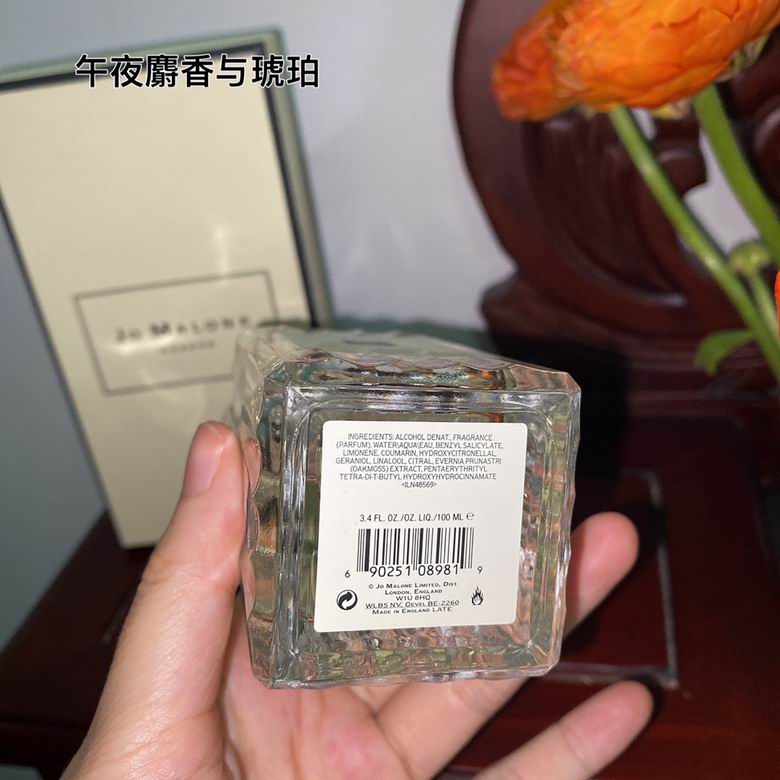 午夜麝香与琥珀
JO MALONE
LONDON
INGREDIENTS: ALCOHOL DENAT., FRAGRANCE
(PARFUM), WATER\AQUA\EAU, BENZYL SALICYLATE,
LIMONENE, COUMARIN, HYDROXYCITRONELLAL,
GERANIOL, LINALOOL, CITRAL, EVERNIA PRUNASTRI
(OAKMOSS) EXTRACT, PENTAERYTHRITYL
TETRA-DI-T-BUTYL HYDROXYHYDROCINNAMATE
<ILN48569>
3.4 FL. OZ./OZ. LIQ./100 ML ℮
6 90251 08981 9
© JO MALONE LIMITED, DIST.
LONDON, ENGLAND
W1U 8HQ
WLBS NV, OEVEL BE-2260
MADE IN ENGLAND LATE